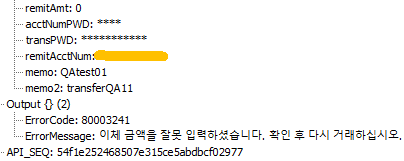 remitAmt: 0
acctNumPWD: ****
transPWD: ***********
remitAcctNum:
memo: QAtest01
memo2: transferQA11
Output {} (2)
ErrorCode: 80003241
ErrorMessage: 이체 금액을 잘못 입력하셨습니다. 확인 후 다시 거래하십시오.
API_SEQ: 54f1e252468507e315ce5abdbcf02977